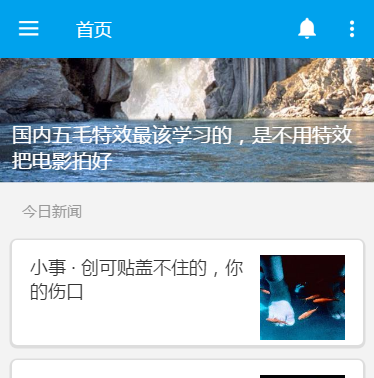 首页
国内五毛特效最该学习的，是不用特效
把电影拍好
今日新闻
小事 · 创可贴盖不住的，你
的伤口